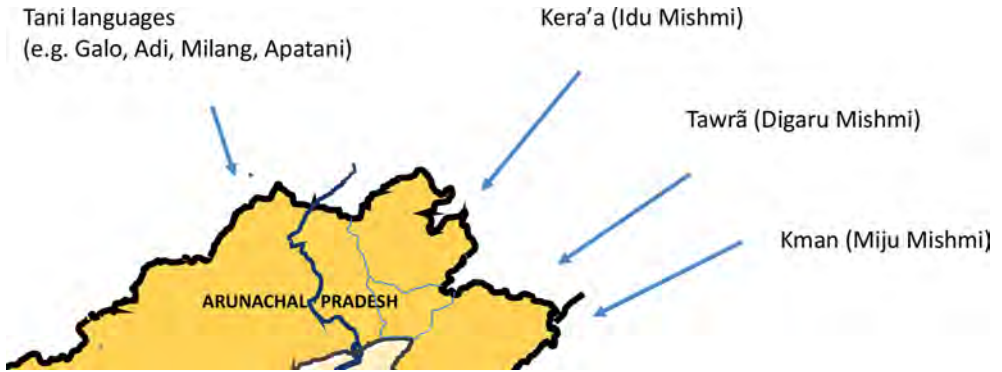 Tani languages
(e.g. Galo, Adi, Milang, Apatani)
Kera'a (Idu Mishmi)
Tawrã (Digaru Mishmi)
Kman (Miju Mishmi)
ARUNACHAL PRADESH